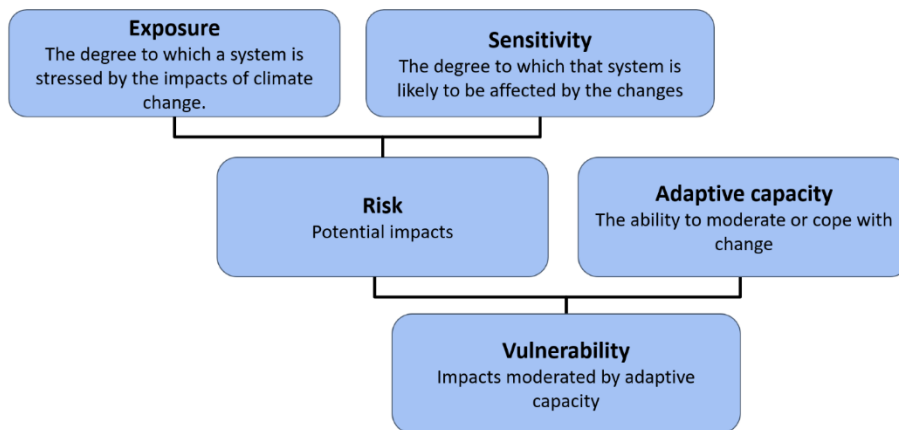 Exposure
The degree to which a system is
stressed by the impacts of climate
change.
Sensitivity
The degree to which that system is
likely to be affected by the changes
Risk
Potential impacts
Adaptive capacity
The ability to moderate or cope with
change
Vulnerability
Impacts moderated by adaptive
capacity